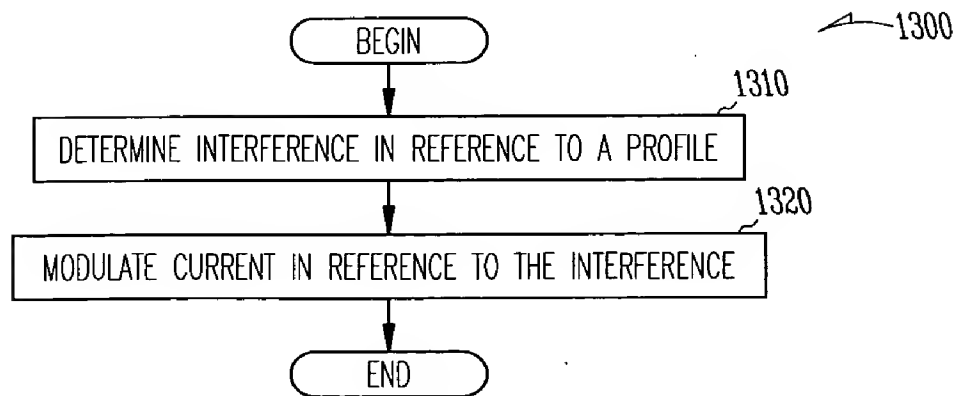 BEGIN
1300
1310
DETERMINE INTERFERENCE IN REFERENCE TO A PROFILE
1320
MODULATE CURRENT IN REFERENCE TO THE INTERFERENCE
END